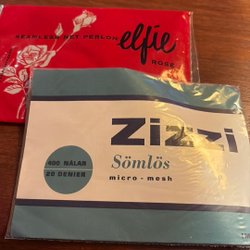 SEAMLESS NET PERLON
elfie
ROSE
Zizzi
Sömlös
micro - mesh
400 NÅLAR
20 DENIER